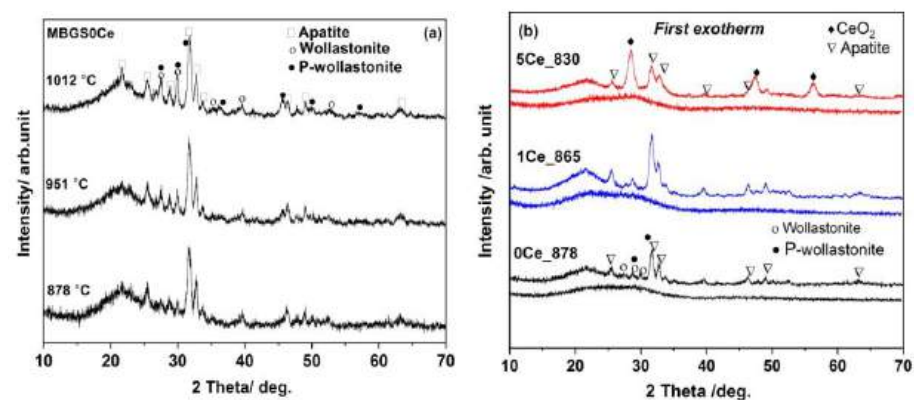 MBGS0Ce
(a)
□ Apatite
○ Wollastonite
● P-wollastonite
1012 °C
951 °C
878 °C
Intensity/ arb.unit
10 20 30 40 50 60 70
2 Theta/ deg.
(b)
First exotherm
♦ CeO₂
▽ Apatite
5Ce_830
1Ce_865
○ Wollastonite
● P-wollastonite
0Ce_878
Intensity /arb. unit
10 20 30 40 50 60 70
2 Theta /deg.